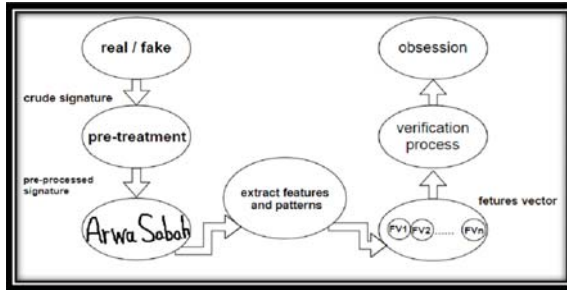 real / fake
crude signature
pre-treatment
pre-processed
signature
Arwa Sabah
extract features
and patterns
FV1 FV2 ...... FVn
fetures vector
verification
process
obsession